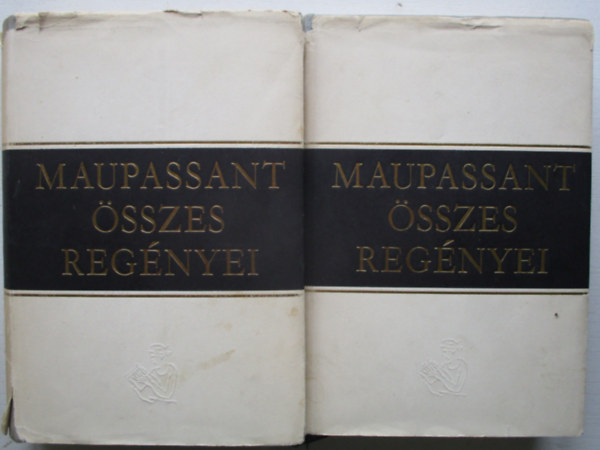 MAUPASSANT
ÖSSZES
REGÉNYEI
MAUPASSANT
ÖSSZES
REGÉNYEI